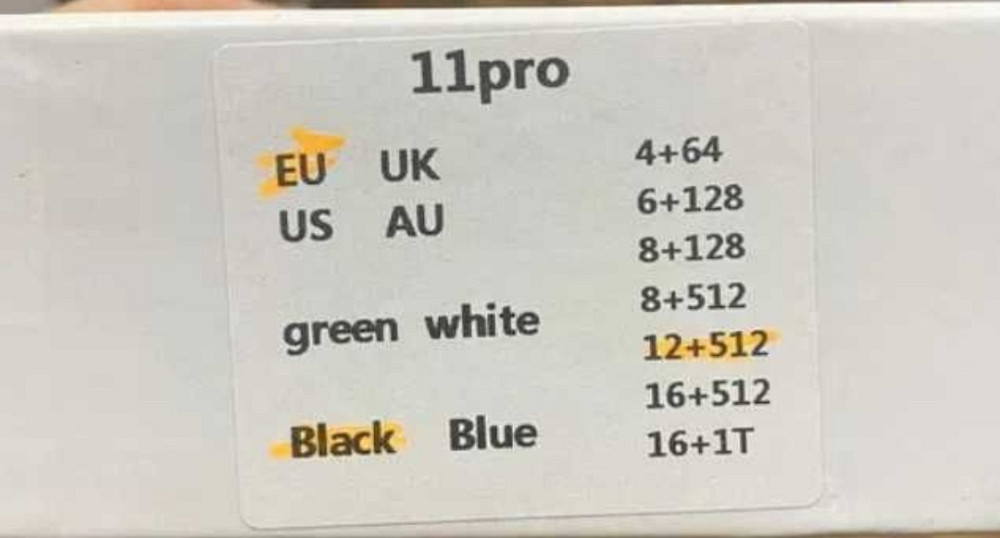 11pro
EU UK
US AU
green white
Black Blue
4+64
6+128
8+128
8+512
12+512
16+512
16+1T